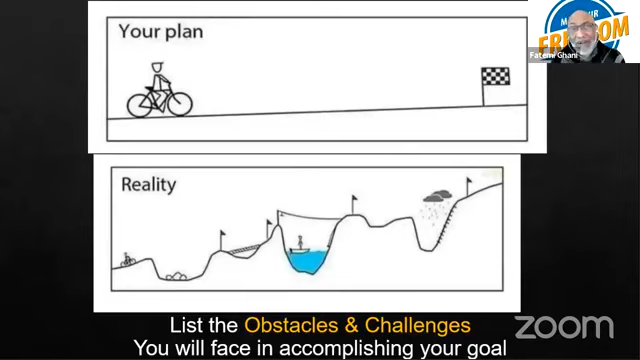 Your plan
Fatemi Ghani
Reality
List the Obstacles & Challenges
You will face in accomplishing your goal
zoom